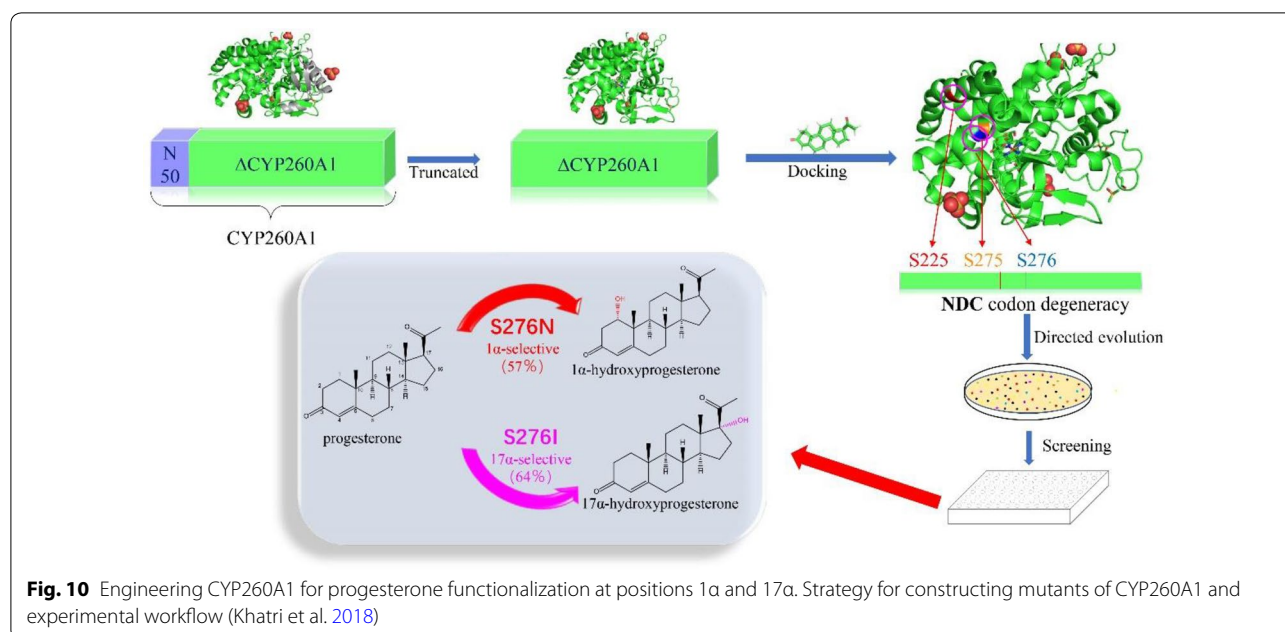 N
50
ΔCYP260A1
CYP260A1
Truncated
ΔCYP260A1
Docking
S225 S275 S276
NDC codon degeneracy
Directed evolution
Screening
progesterone
S276N
1α-selective
(57%)
1α-hydroxyprogesterone
S276I
17α-selective
(64%)
17α-hydroxyprogesterone
O
OH
H
H
H
O
O
OH
H
H
H
O
Fig. 10 Engineering CYP260A1 for progesterone functionalization at positions 1α and 17α. Strategy for constructing mutants of CYP260A1 and
experimental workflow (Khatri et al. 2018)